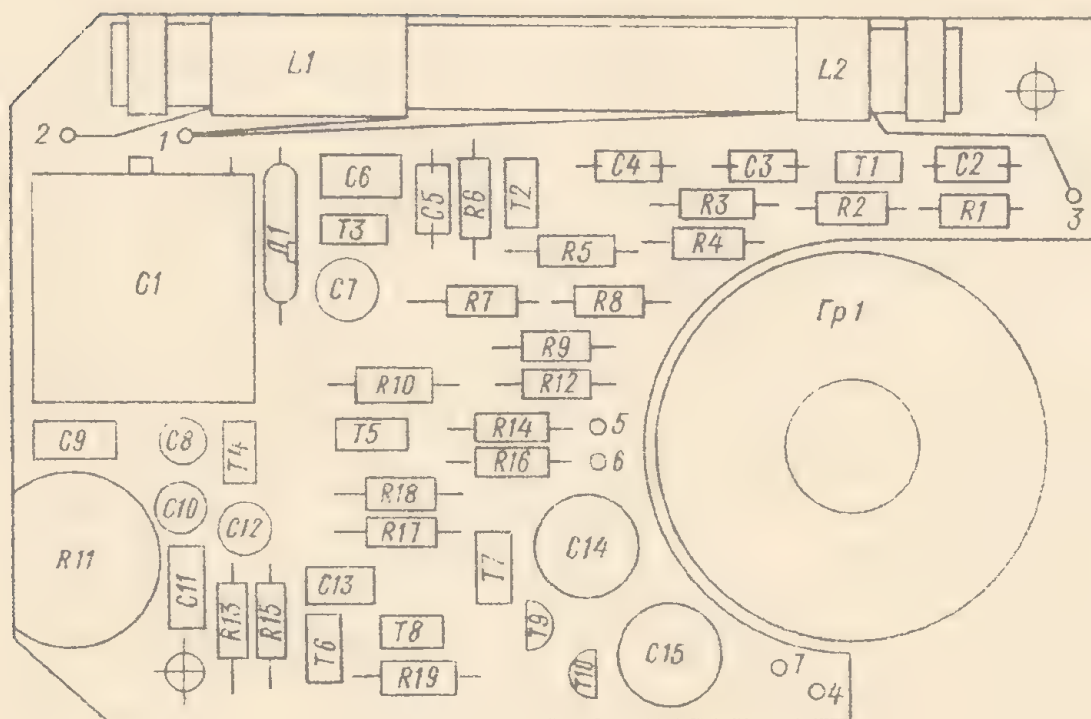 L1
L2
2
1
3
C6
C5
R6
T2
C4
C3
T1
C2
R3
R2
R1
T3
R5
R4
Д1
C1
C7
R7
R8
Гр1
R9
R10
R12
C9
C8
T4
T5
R14
5
R16
6
C10
R18
C12
R17
C14
R11
T7
C11
C13
R13
R15
T6
T8
T9
R19
T10
C15
7
4